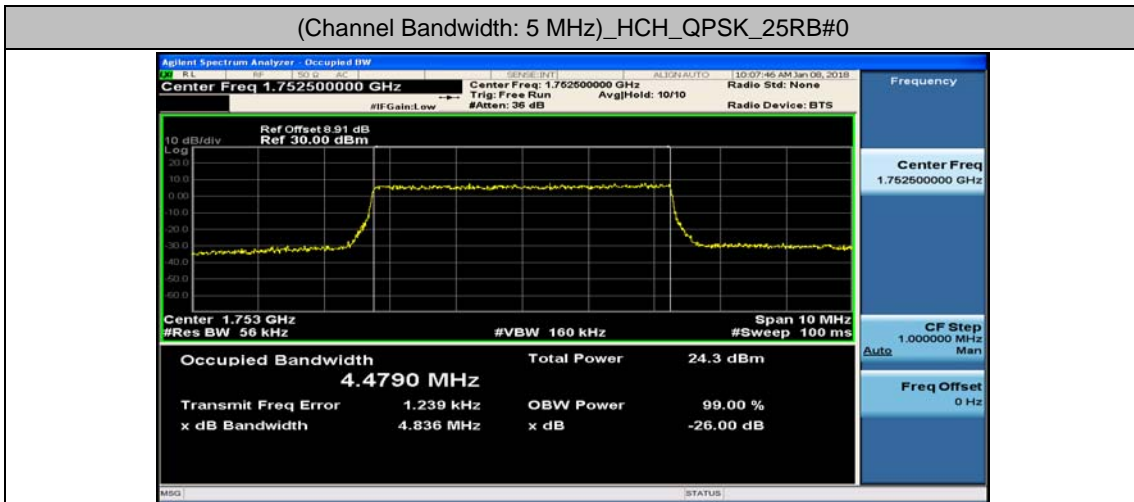 (Channel Bandwidth: 5 MHz)_HCH_QPSK_25RB#0
Agilent Spectrum Analyzer - Occupied BW
LXI RL RF 50 Ω AC SENSE:INT ALIGN AUTO 10:07:46 AM Jan 08, 2018
Center Freq 1.752500000 GHz
Center Freq: 1.752500000 GHz
Radio Std: None
Trig: Free Run Avg|Hold: 10/10
#IFGain:Low #Atten: 36 dB Radio Device: BTS
Ref Offset 8.91 dB
10 dB/div Ref 30.00 dBm
Log
20.0
10.0
0.00
-10.0
-20.0
-30.0
-40.0
-50.0
-60.0
Center 1.753 GHz Span 10 MHz
#Res BW 56 kHz #VBW 160 kHz #Sweep 100 ms
Occupied Bandwidth Total Power 24.3 dBm
4.4790 MHz
Transmit Freq Error 1.239 kHz OBW Power 99.00 %
x dB Bandwidth 4.836 MHz x dB -26.00 dB
MSG STATUS
Frequency
Center Freq
1.752500000 GHz
CF Step
1.000000 MHz
Auto Man
Freq Offset
0 Hz